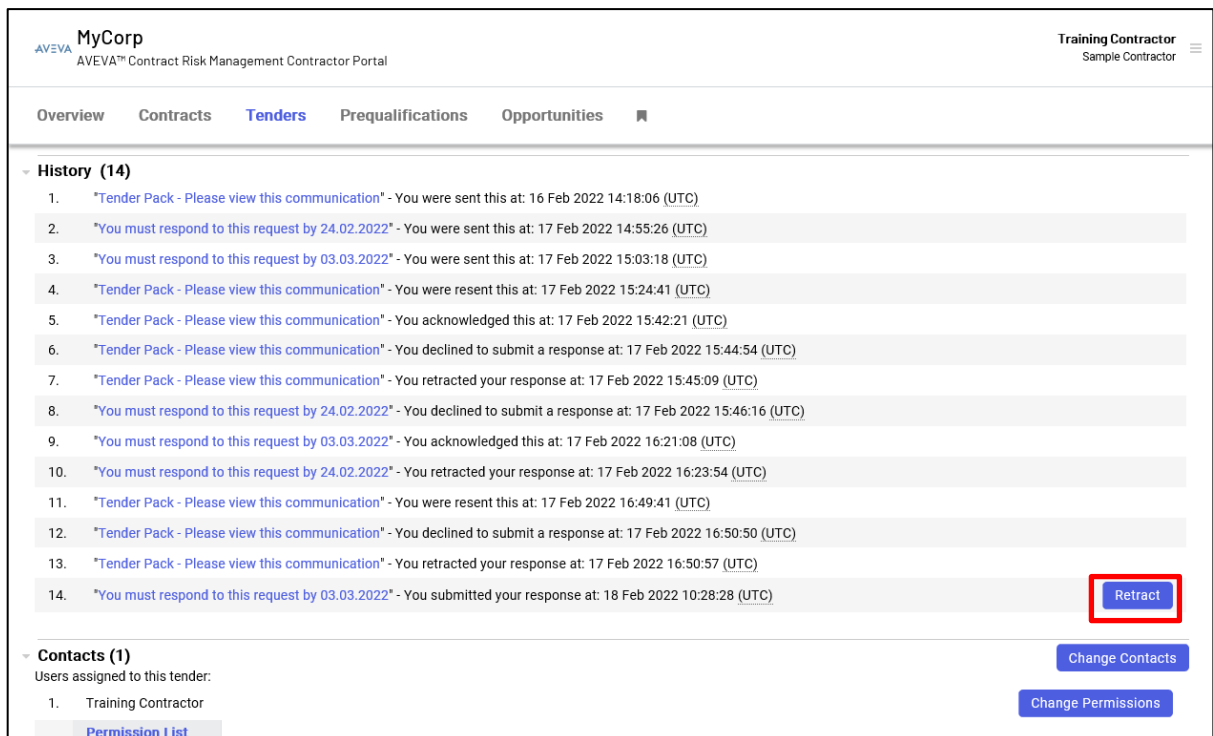 AVEVA MyCorp
AVEVA™ Contract Risk Management Contractor Portal
Training Contractor
Sample Contractor
Overview Contracts Tenders Prequalifications Opportunities
History (14)
1. "Tender Pack - Please view this communication" - You were sent this at: 16 Feb 2022 14:18:06 (UTC)
2. "You must respond to this request by 24.02.2022" - You were sent this at: 17 Feb 2022 14:55:26 (UTC)
3. "You must respond to this request by 03.03.2022" - You were sent this at: 17 Feb 2022 15:03:18 (UTC)
4. "Tender Pack - Please view this communication" - You were resent this at: 17 Feb 2022 15:24:41 (UTC)
5. "Tender Pack - Please view this communication" - You acknowledged this at: 17 Feb 2022 15:42:21 (UTC)
6. "Tender Pack - Please view this communication" - You declined to submit a response at: 17 Feb 2022 15:44:54 (UTC)
7. "Tender Pack - Please view this communication" - You retracted your response at: 17 Feb 2022 15:45:09 (UTC)
8. "You must respond to this request by 24.02.2022" - You declined to submit a response at: 17 Feb 2022 15:46:16 (UTC)
9. "You must respond to this request by 03.03.2022" - You acknowledged this at: 17 Feb 2022 16:21:08 (UTC)
10. "You must respond to this request by 24.02.2022" - You retracted your response at: 17 Feb 2022 16:23:54 (UTC)
11. "Tender Pack - Please view this communication" - You were resent this at: 17 Feb 2022 16:49:41 (UTC)
12. "Tender Pack - Please view this communication" - You declined to submit a response at: 17 Feb 2022 16:50:50 (UTC)
13. "Tender Pack - Please view this communication" - You retracted your response at: 17 Feb 2022 16:50:57 (UTC)
14. "You must respond to this request by 03.03.2022" - You submitted your response at: 18 Feb 2022 10:28:28 (UTC) Retract
Contacts (1) Change Contacts
Users assigned to this tender:
1. Training Contractor Change Permissions
Permission List